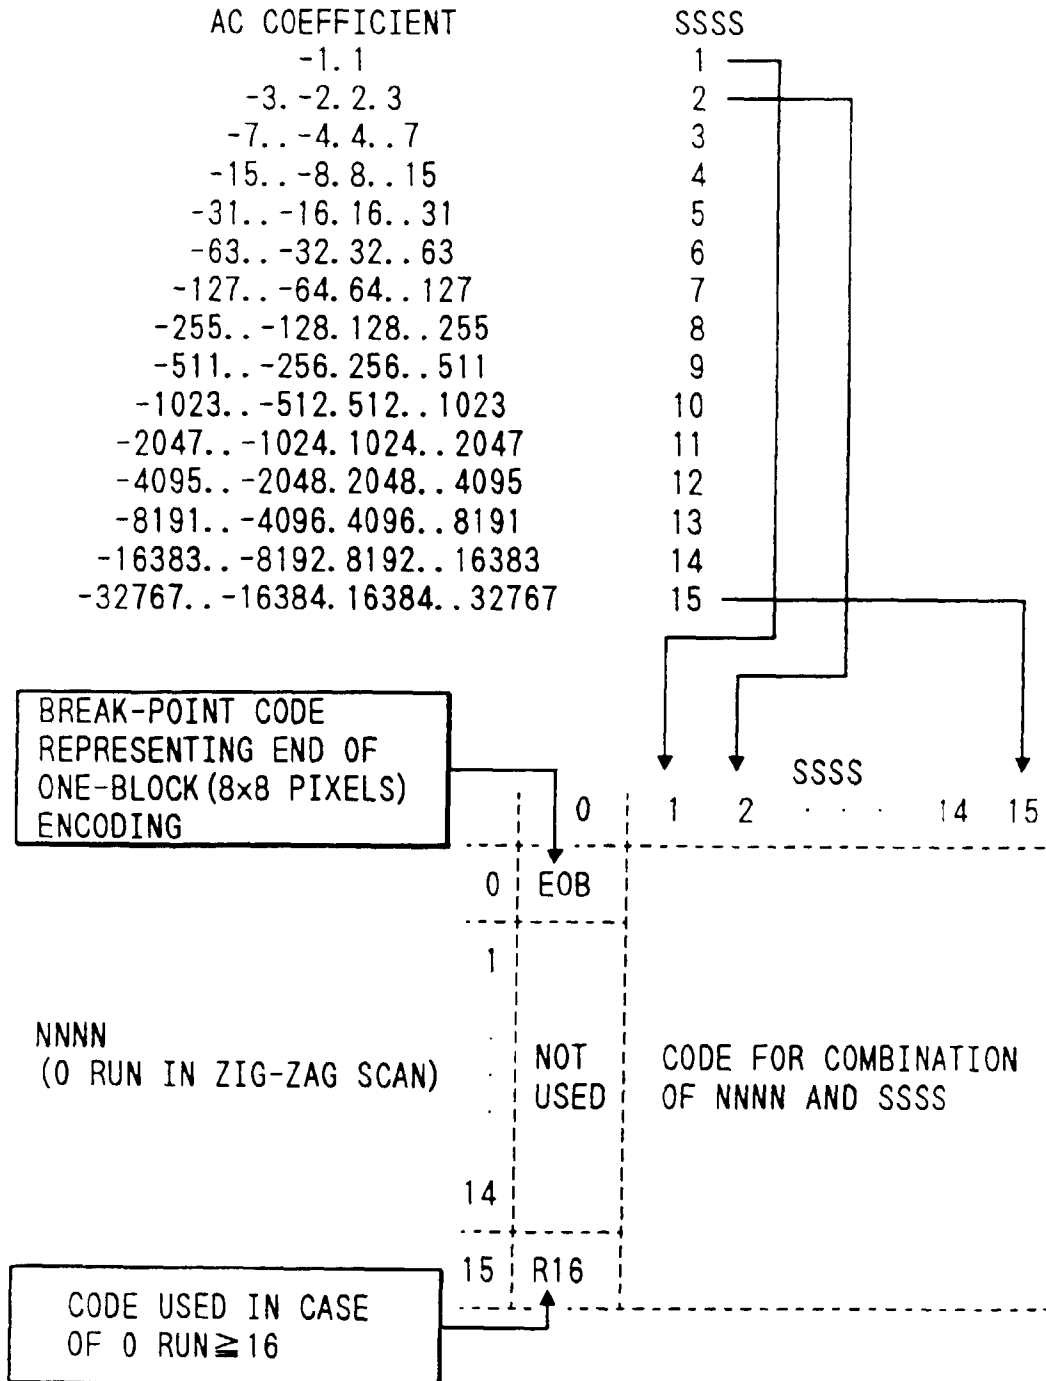 AC COEFFICIENT SSSS
-1. 1 1
-3. -2. 2. 3 2
-7. . -4. 4. . 7 3
-15. . -8. 8. . 15 4
-31. . -16. 16. . 31 5
-63. . -32. 32. . 63 6
-127. . -64. 64. . 127 7
-255. . -128. 128. . 255 8
-511. . -256. 256. . 511 9
-1023. . -512. 512. . 1023 10
-2047. . -1024. 1024. . 2047 11
-4095. . -2048. 2048. . 4095 12
-8191. . -4096. 4096. . 8191 13
-16383. . -8192. 8192. . 16383 14
-32767. . -16384. 16384. . 32767 15
BREAK-POINT CODE
REPRESENTING END OF
ONE-BLOCK (8x8 PIXELS)
ENCODING
SSSS
0 1 2 · · · 14 15
0 EOB
1
NNNN
(0 RUN IN ZIG-ZAG SCAN)
NOT
USED
CODE FOR COMBINATION
OF NNNN AND SSSS
14
15 R16
CODE USED IN CASE
OF 0 RUN≧16